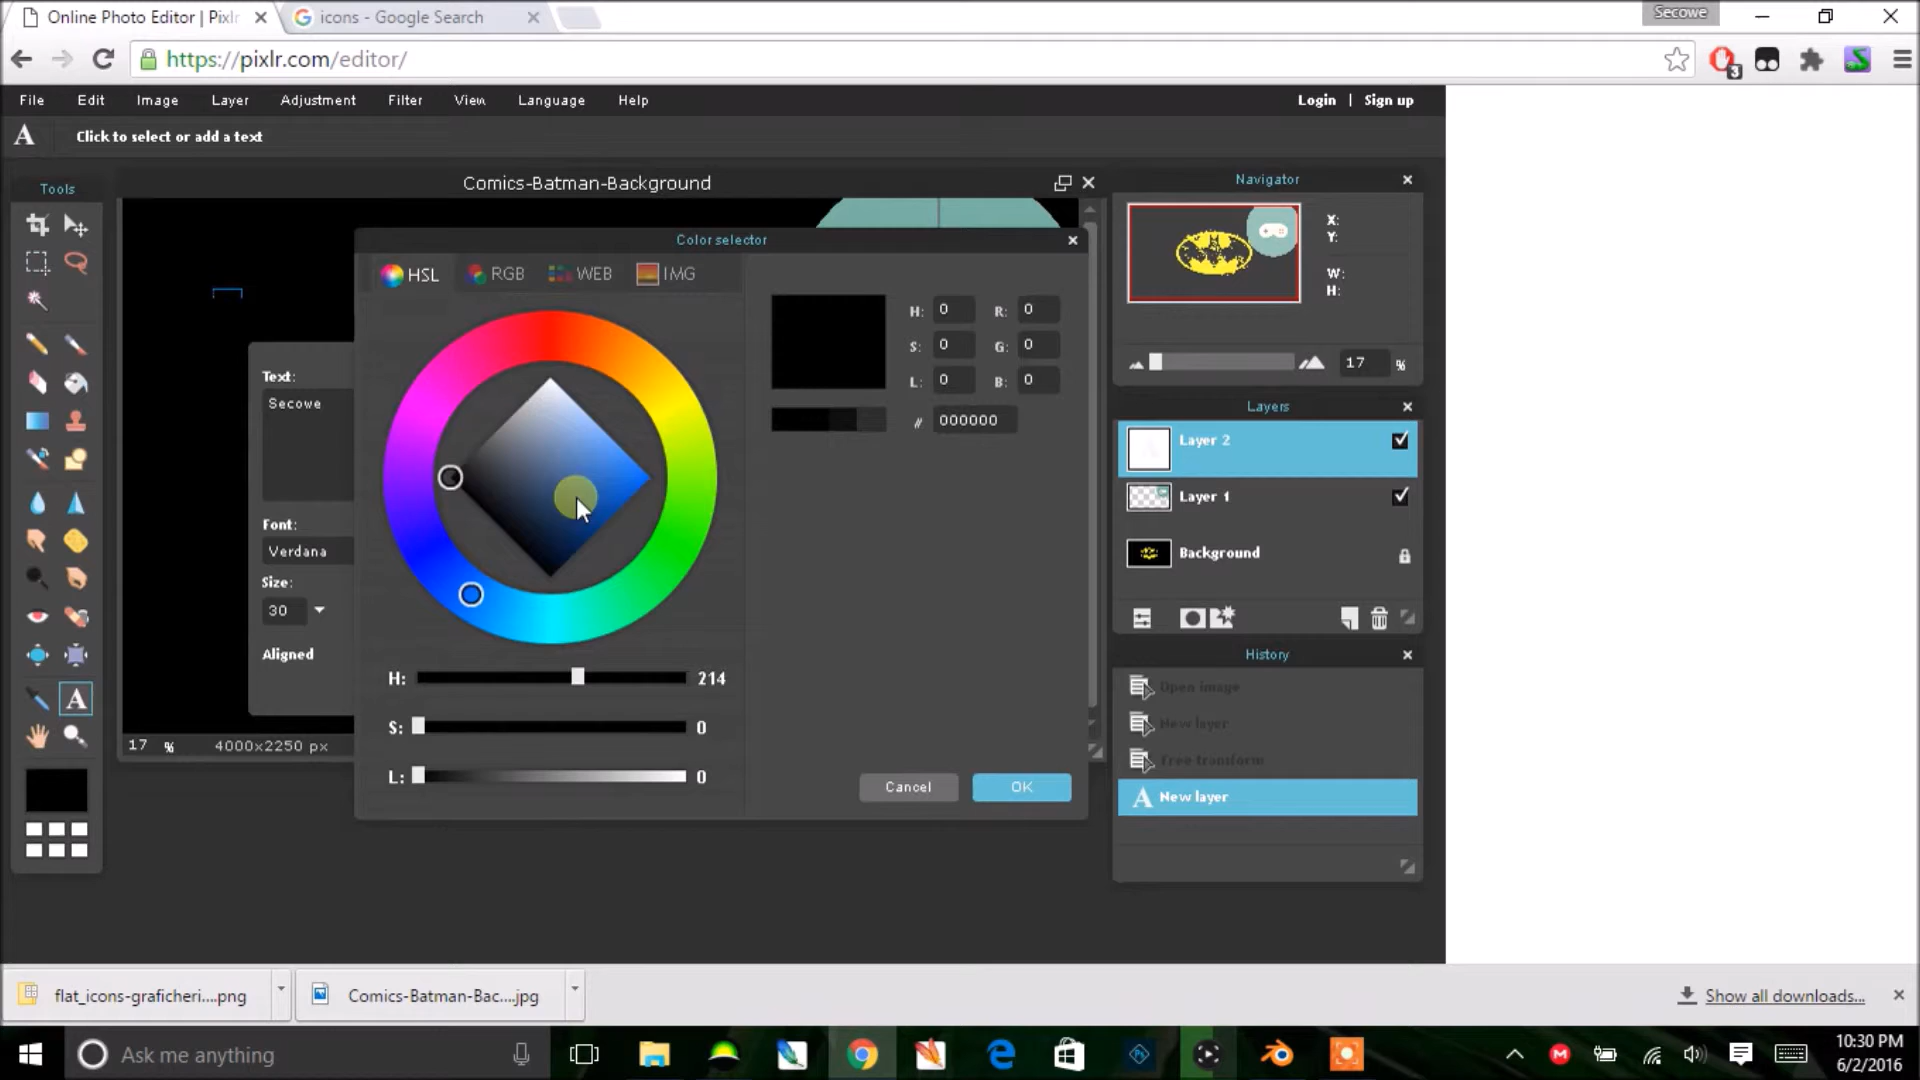 Online Photo Editor | Pixlr
icons - Google Search
Secowe
https://pixlr.com/editor/
3
File Edit Image Layer Adjustment Filter View Language Help
Login | Sign up
A Click to select or add a text
Tools
Comics-Batman-Background
Navigator
Color selector
HSL RGB WEB IMG
X:
Y:
W:
H:
H: 0 R: 0
S: 0 G: 0
L: 0 B: 0
000000
17 %
Text:
Secowe
Font:
Verdana
Size:
30
Aligned
Layers
Layer 2
Layer 1
Background
H: 214
S: 0
L: 0
Cancel OK
17 % 4000x2250 px
History
Open image
New layer
Free transform
A New layer
A
flat_icons-graficheri....png
Comics-Batman-Bac....jpg
Show all downloads...
Ask me anything
10:30 PM
6/2/2016